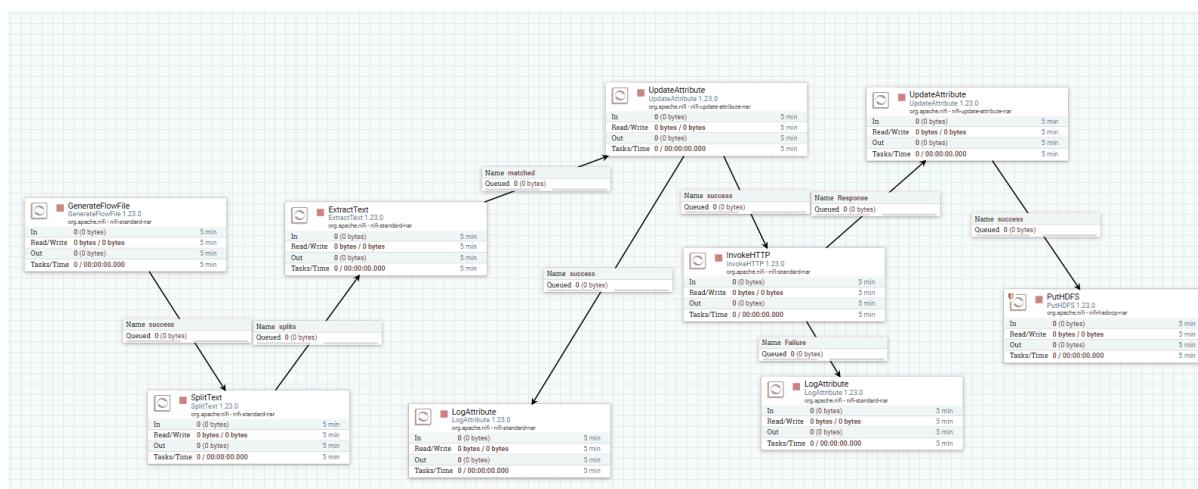 UpdateAttribute
UpdateAttribute 1.23.0
org.apache.nifi - nifi-update-attribute-nar
In 0 (0 bytes) 5 min
Read/Write 0 bytes / 0 bytes 5 min
Out 0 (0 bytes) 5 min
Tasks/Time 0 / 00:00:00.000 5 min
UpdateAttribute
UpdateAttribute 1.23.0
org.apache.nifi - nifi-update-attribute-nar
In 0 (0 bytes) 5 min
Read/Write 0 bytes / 0 bytes 5 min
Out 0 (0 bytes) 5 min
Tasks/Time 0 / 00:00:00.000 5 min
Name matched
Queued 0 (0 bytes)
Name success
Queued 0 (0 bytes)
Name Response
Queued 0 (0 bytes)
GenerateFlowFile
GenerateFlowFile 1.23.0
org.apache.nifi - nifi-standard-nar
In 0 (0 bytes) 5 min
Read/Write 0 bytes / 0 bytes 5 min
Out 0 (0 bytes) 5 min
Tasks/Time 0 / 00:00:00.000 5 min
ExtractText
ExtractText 1.23.0
org.apache.nifi - nifi-standard-nar
In 0 (0 bytes) 5 min
Read/Write 0 bytes / 0 bytes 5 min
Out 0 (0 bytes) 5 min
Tasks/Time 0 / 00:00:00.000 5 min
Name success
Queued 0 (0 bytes)
InvokeHTTP
InvokeHTTP 1.23.0
org.apache.nifi - nifi-standard-nar
In 0 (0 bytes) 5 min
Read/Write 0 bytes / 0 bytes 5 min
Out 0 (0 bytes) 5 min
Tasks/Time 0 / 00:00:00.000 5 min
Name success
Queued 0 (0 bytes)
PutHDFS
PutHDFS 1.23.0
org.apache.nifi - nifi-hadoop-nar
In 0 (0 bytes) 5 min
Read/Write 0 bytes / 0 bytes 5 min
Out 0 (0 bytes) 5 min
Tasks/Time 0 / 00:00:00.000 5 min
Name success
Queued 0 (0 bytes)
Name splits
Queued 0 (0 bytes)
Name Failure
Queued 0 (0 bytes)
SplitText
SplitText 1.23.0
org.apache.nifi - nifi-standard-nar
In 0 (0 bytes) 5 min
Read/Write 0 bytes / 0 bytes 5 min
Out 0 (0 bytes) 5 min
Tasks/Time 0 / 00:00:00.000 5 min
LogAttribute
LogAttribute 1.23.0
org.apache.nifi - nifi-standard-nar
In 0 (0 bytes) 5 min
Read/Write 0 bytes / 0 bytes 5 min
Out 0 (0 bytes) 5 min
Tasks/Time 0 / 00:00:00.000 5 min
LogAttribute
LogAttribute 1.23.0
org.apache.nifi - nifi-standard-nar
In 0 (0 bytes) 5 min
Read/Write 0 bytes / 0 bytes 5 min
Out 0 (0 bytes) 5 min
Tasks/Time 0 / 00:00:00.000 5 min